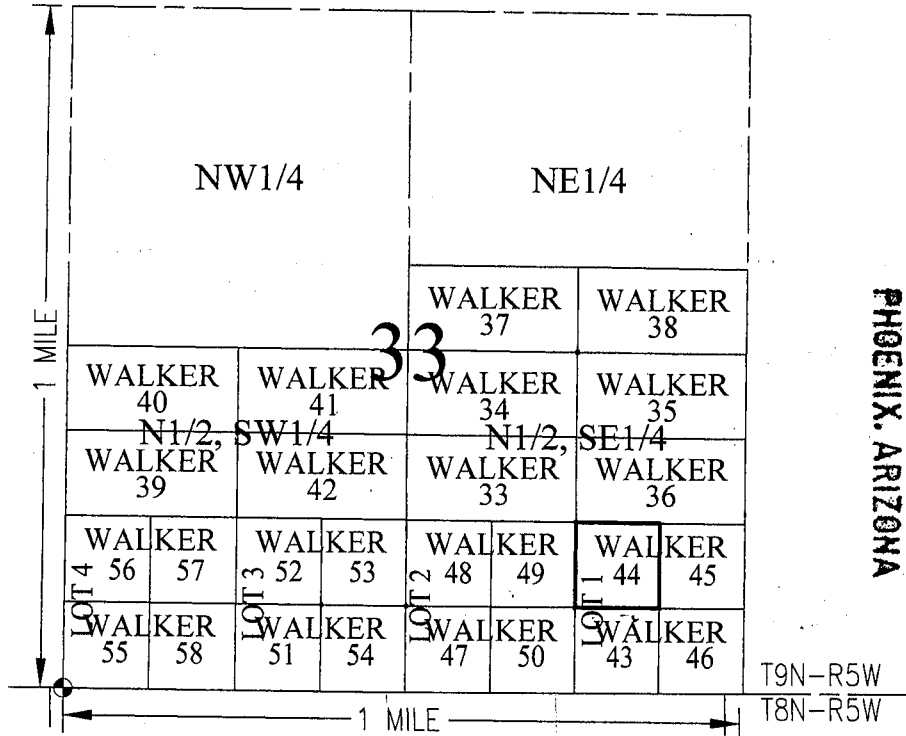 NW1/4 NE1/4
WALKER WALKER
37 38
33
WALKER WALKER WALKER WALKER
40 41 34 35
N1/2, SW1/4 N1/2, SE1/4
WALKER WALKER WALKER WALKER
39 42 33 36
WALKER WALKER WALKER WALKER
56 57 52 53 48 49 44 45
LOT 4 LOT 3 LOT 2 LOT 1
WALKER WALKER WALKER WALKER
55 58 51 54 47 50 43 46
T9N-R5W
T8N-R5W
1 MILE
1 MILE
PHOENIX, ARIZONA